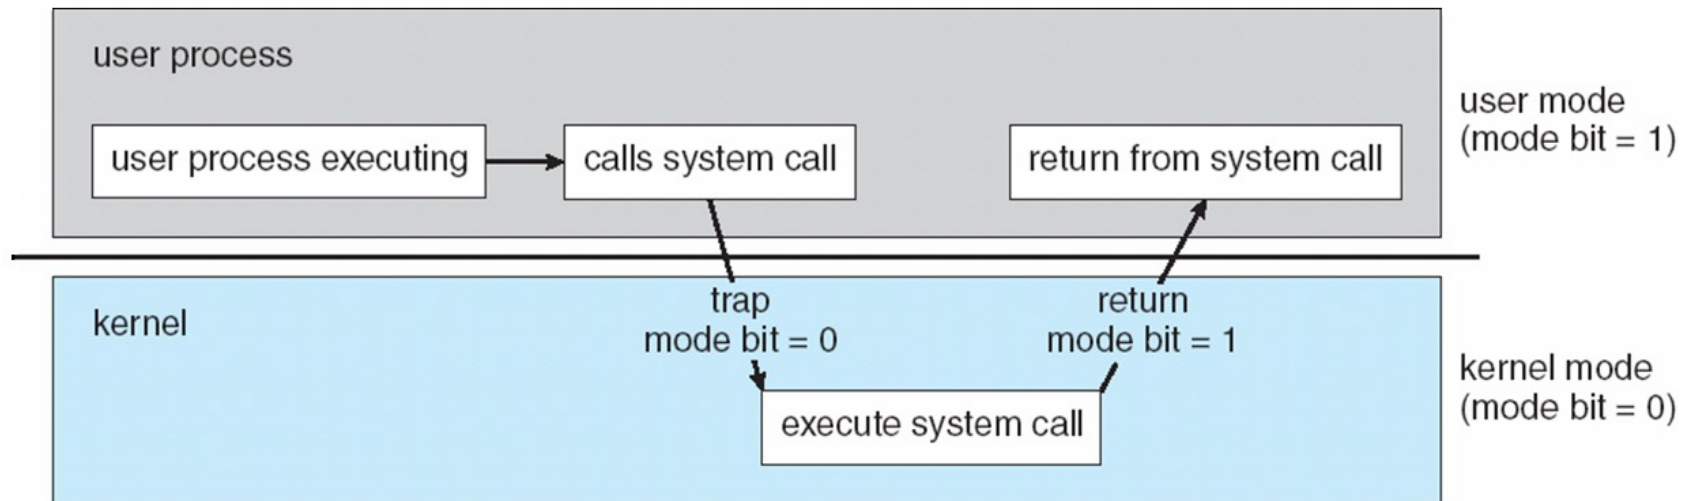 user process
user process executing
calls system call
return from system call
user mode
(mode bit = 1)
kernel
trap
mode bit = 0
return
mode bit = 1
execute system call
kernel mode
(mode bit = 0)